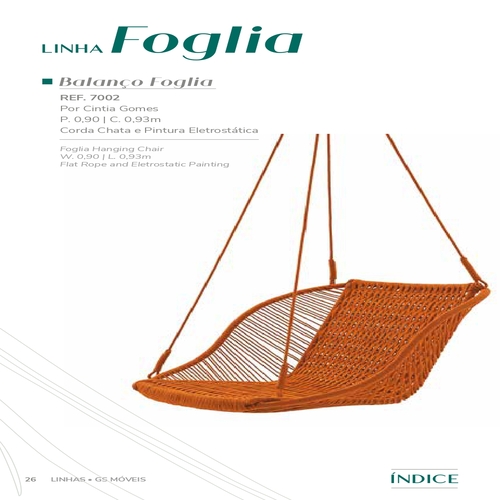 LINHA Foglia
Balanço Foglia
REF. 7002
Por Cintia Gomes
P. 0,90 | C. 0,93m
Corda Chata e Pintura Eletrostática
Foglia Hanging Chair
W. 0,90 | L. 0,93m
Flat Rope and Eletrostatic Painting
26 LINHAS • GS MÓVEIS
ÍNDICE